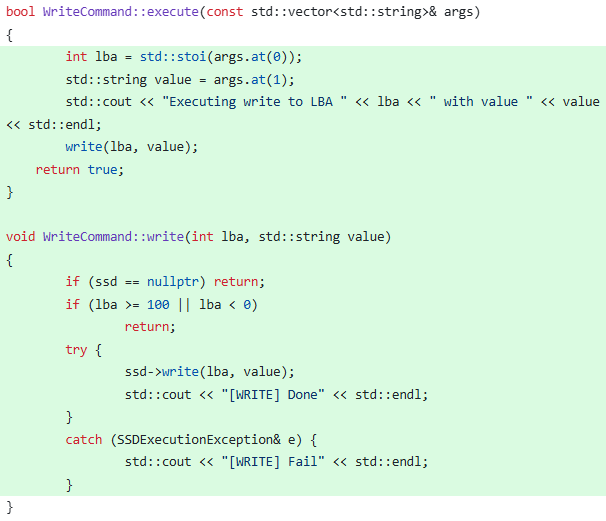 bool WriteCommand::execute(const std::vector<std::string>& args)
{
        int lba = std::stoi(args.at(0));
        std::string value = args.at(1);
        std::cout << "Executing write to LBA " << lba << " with value " << value
<< std::endl;
        write(lba, value);
    return true;
}

void WriteCommand::write(int lba, std::string value)
{
        if (ssd == nullptr) return;
        if (lba >= 100 || lba < 0)
                return;
        try {
                ssd->write(lba, value);
                std::cout << "[WRITE] Done" << std::endl;
        }
        catch (SSDExecutionException& e) {
                std::cout << "[WRITE] Fail" << std::endl;
        }
}